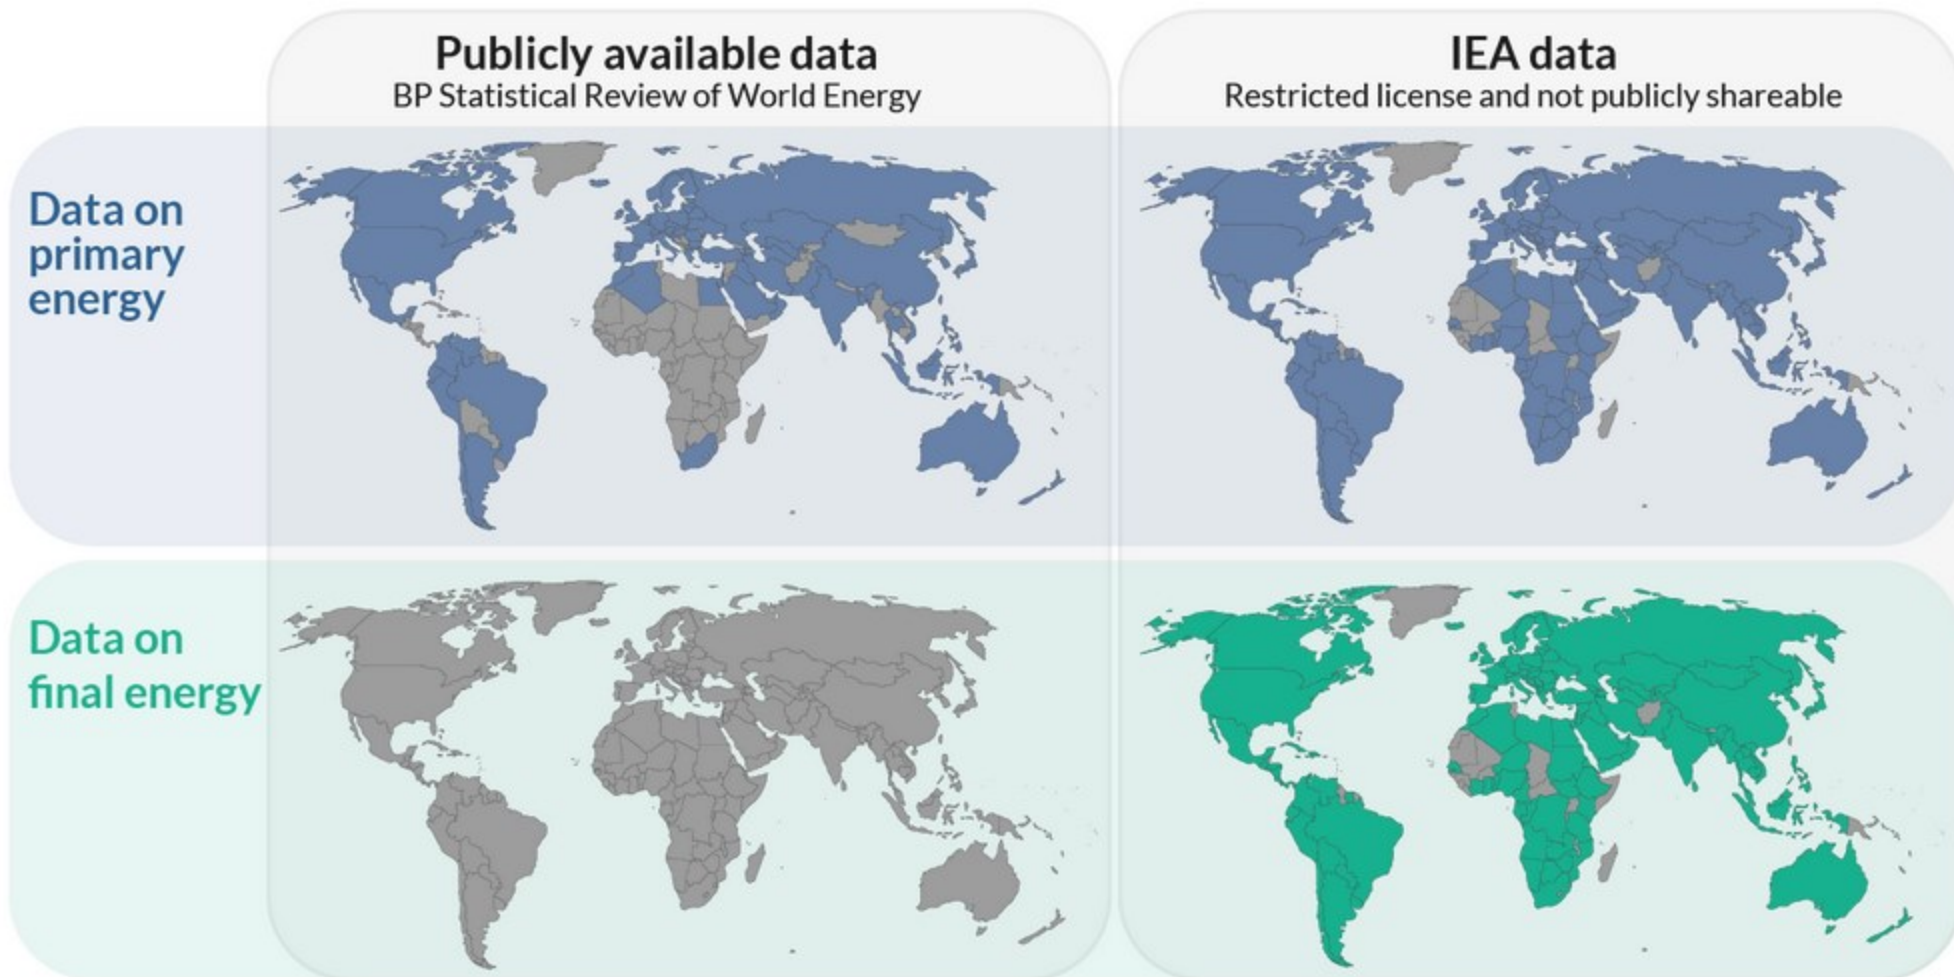 Publicly available data
BP Statistical Review of World Energy
IEA data
Restricted license and not publicly shareable
Data on
primary
energy
Data on
final energy